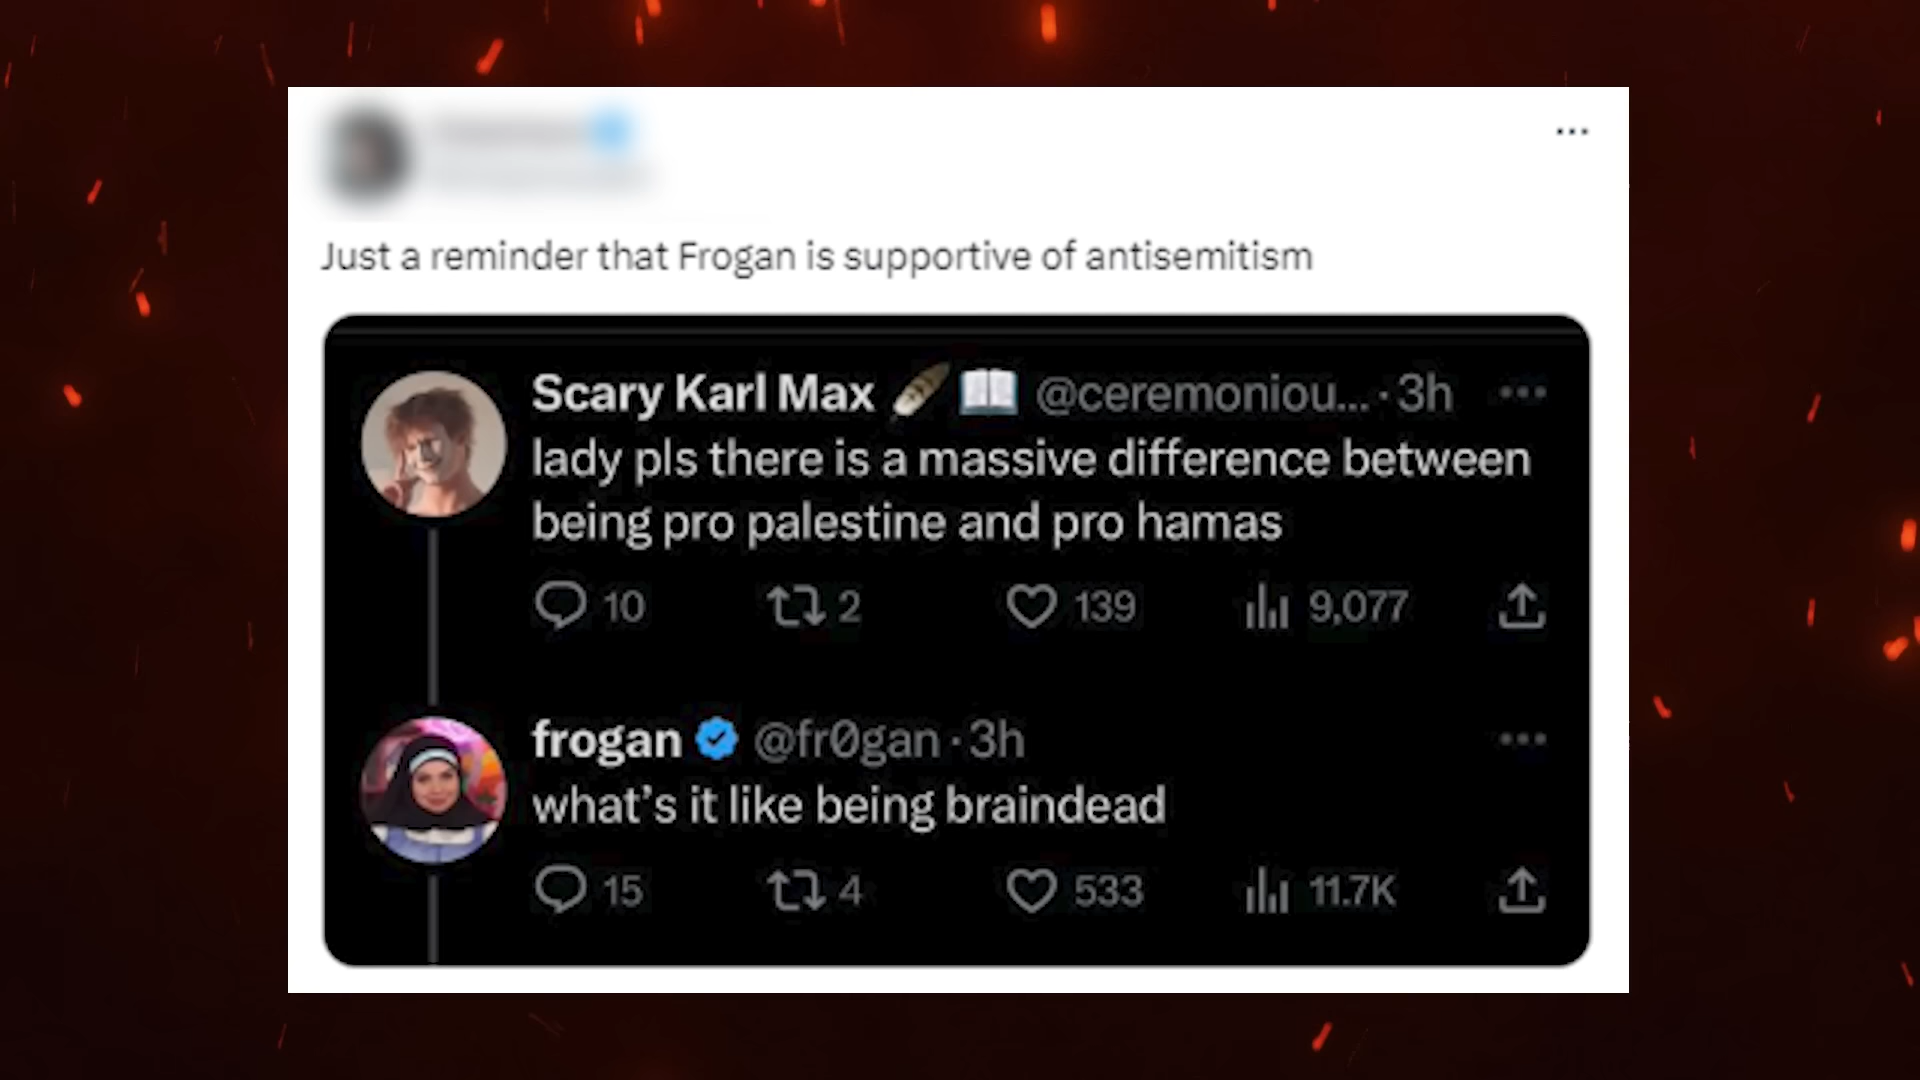 Just a reminder that Frogan is supportive of antisemitism
Scary Karl Max @ceremoniou... · 3h
lady pls there is a massive difference between
being pro palestine and pro hamas
10 2 139 9,077
frogan @fr0gan · 3h
what's it like being braindead
15 4 533 11.7K